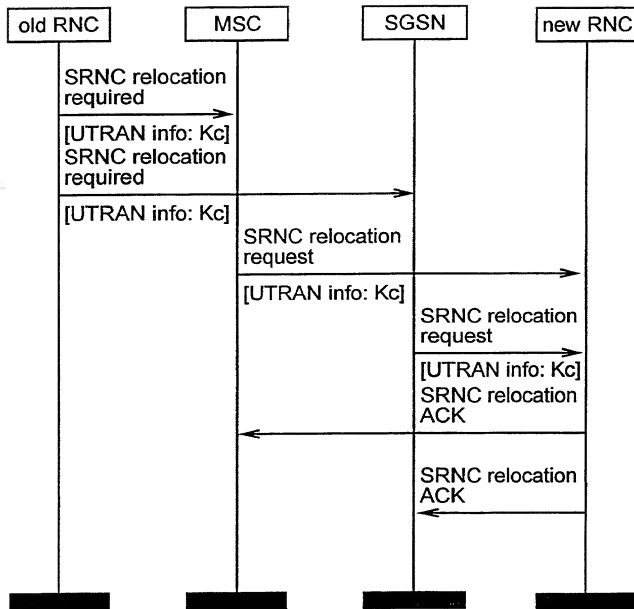 old RNC
MSC
SGSN
new RNC
SRNC relocation
required
[UTRAN info: Kc]
SRNC relocation
required
[UTRAN info: Kc]
SRNC relocation
request
[UTRAN info: Kc]
SRNC relocation
request
[UTRAN info: Kc]
SRNC relocation
ACK
SRNC relocation
ACK